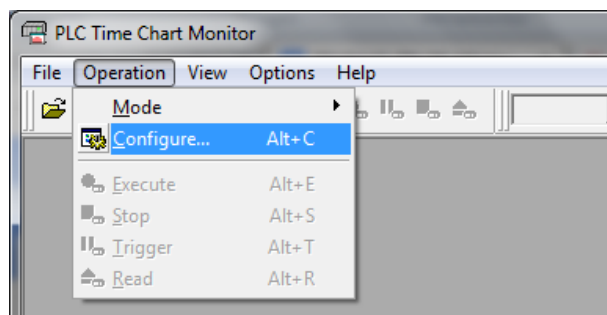 PLC Time Chart Monitor
File Operation View Options Help
Mode
Configure... Alt+C
Execute Alt+E
Stop Alt+S
Trigger Alt+T
Read Alt+R